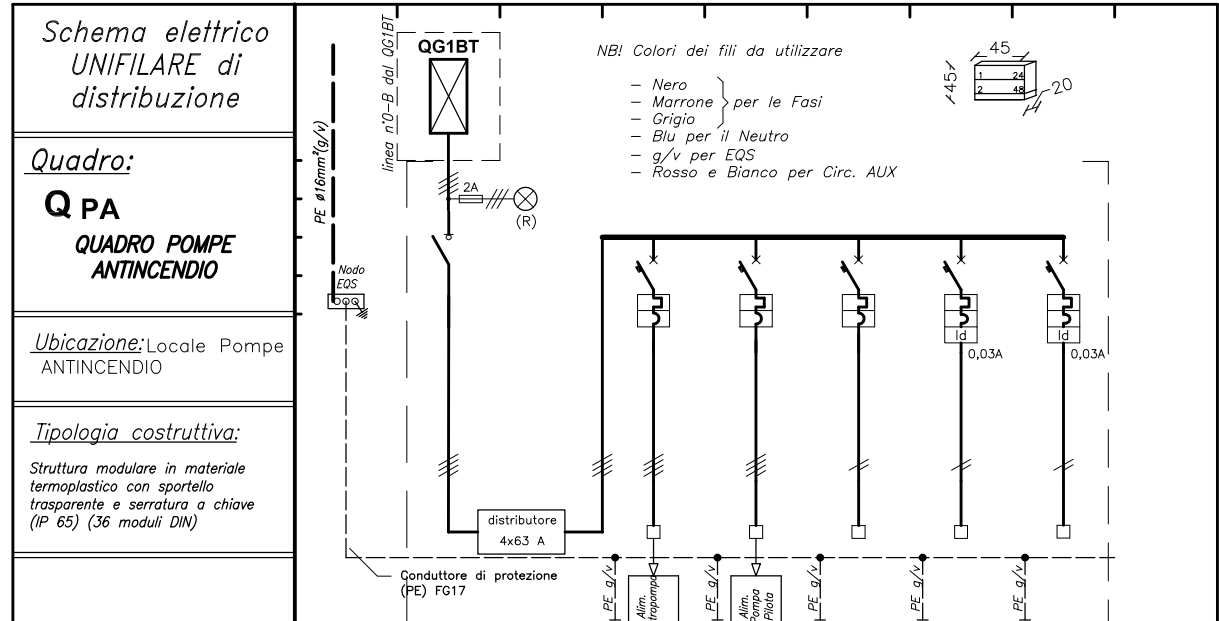 Schema elettrico
UNIFILARE di
distribuzione
Quadro:
Q PA
QUADRO POMPE
ANTINCENDIO
Ubicazione: Locale Pompe
ANTINCENDIO
Tipologia costruttiva:
Struttura modulare in materiale
termoplastico con sportello
trasparente e serratura a chiave
(IP 65) (36 moduli DIN)
PE ø16mm²(g/v)
Nodo
EQS
linea n°0-B dal QG1BT
QG1BT
2A
(R)
NB! Colori dei fili da utilizzare
- Nero
- Marrone
- Grigio
per le Fasi
- Blu per il Neutro
- g/v per EQS
- Rosso e Bianco per Circ. AUX
45
45
20
1 24
2 48
Id
0,03A
Id
0,03A
distributore
4x63 A
Conduttore di protezione
(PE) FG17
PE g/v
Alim.
PE g/v
Alim.
Pompa
Pilota
PE g/v
PE g/v
PE g/v